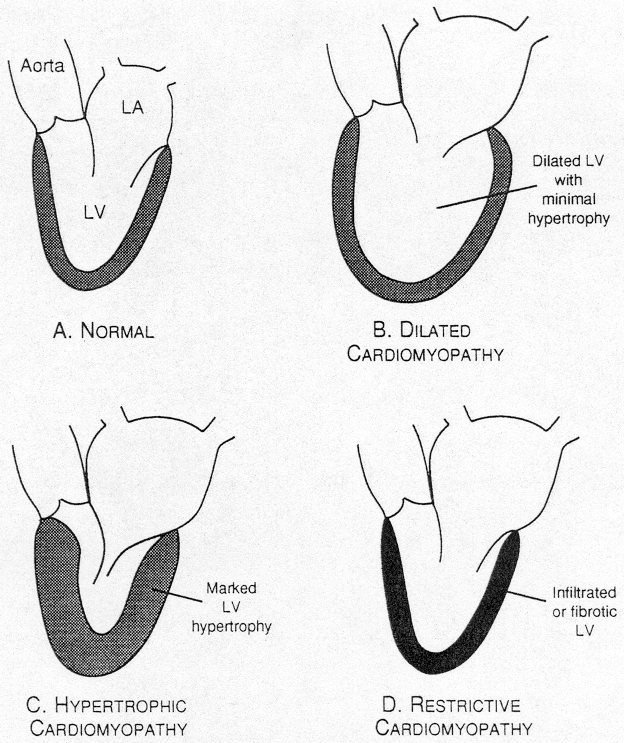 Aorta
LA
LV
A. NORMAL
Dilated LV
with
minimal
hypertrophy
B. DILATED
CARDIOMYOPATHY
Marked
LV
hypertrophy
C. HYPERTROPHIC
CARDIOMYOPATHY
Infiltrated
or fibrotic
LV
D. RESTRICTIVE
CARDIOMYOPATHY